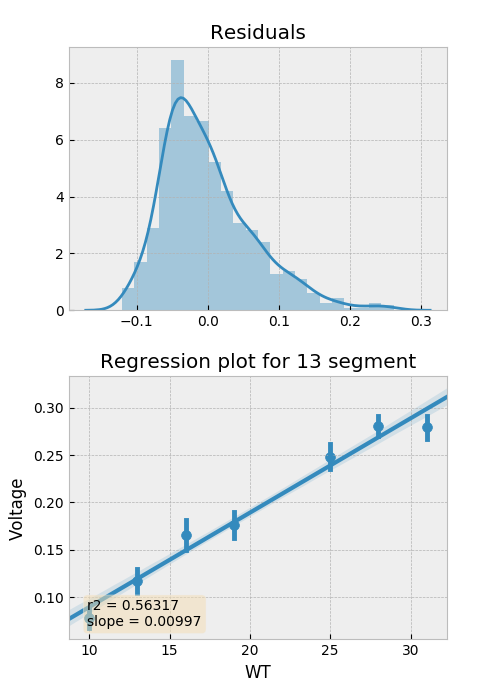 Residuals
8
6
4
2
0
−0.1 0.0 0.1 0.2 0.3
Regression plot for 13 segment
0.30
0.25
0.20
0.15
0.10
Voltage
r2 = 0.56317
slope = 0.00997
10 15 20 25 30
WT